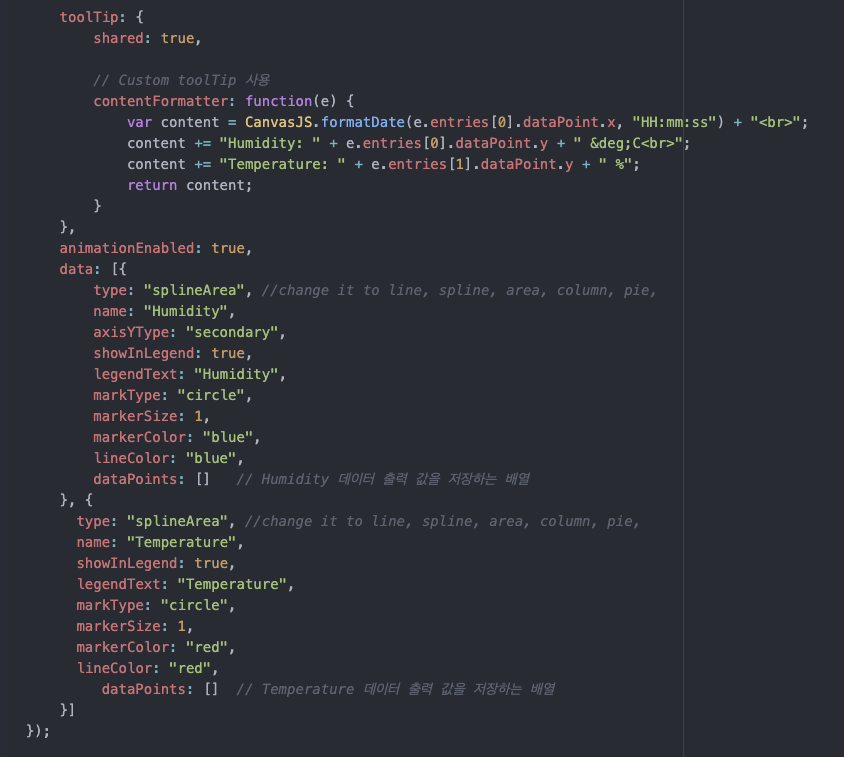 toolTip: {
shared: true,
// Custom toolTip 사용
contentFormatter: function(e) {
var content = CanvasJS.formatDate(e.entries[0].dataPoint.x, "HH:mm:ss") + "<br>";
content += "Humidity: " + e.entries[0].dataPoint.y + " &deg;C<br>";
content += "Temperature: " + e.entries[1].dataPoint.y + " %";
return content;
}
},
animationEnabled: true,
data: [{
type: "splineArea", //change it to line, spline, area, column, pie,
name: "Humidity",
axisYType: "secondary",
showInLegend: true,
legendText: "Humidity",
markType: "circle",
markerSize: 1,
markerColor: "blue",
lineColor: "blue",
dataPoints: [] // Humidity 데이터 출력 값을 저장하는 배열
}, {
type: "splineArea", //change it to line, spline, area, column, pie,
name: "Temperature",
showInLegend: true,
legendText: "Temperature",
markType: "circle",
markerSize: 1,
markerColor: "red",
lineColor: "red",
dataPoints: [] // Temperature 데이터 출력 값을 저장하는 배열
}]
});